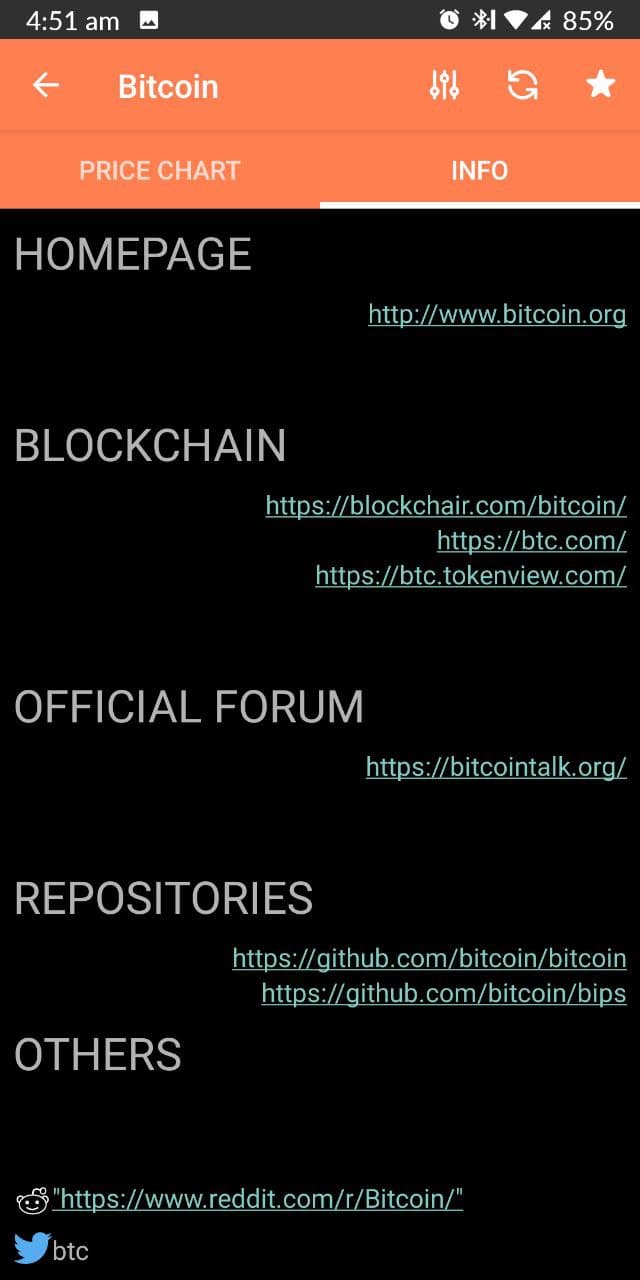 4:51 am 85%
Bitcoin
PRICE CHART INFO
HOMEPAGE
http://www.bitcoin.org
BLOCKCHAIN
https://blockchair.com/bitcoin/
https://btc.com/
https://btc.tokenview.com/
OFFICIAL FORUM
https://bitcointalk.org/
REPOSITORIES
https://github.com/bitcoin/bitcoin
https://github.com/bitcoin/bips
OTHERS
"https://www.reddit.com/r/Bitcoin/"
btc